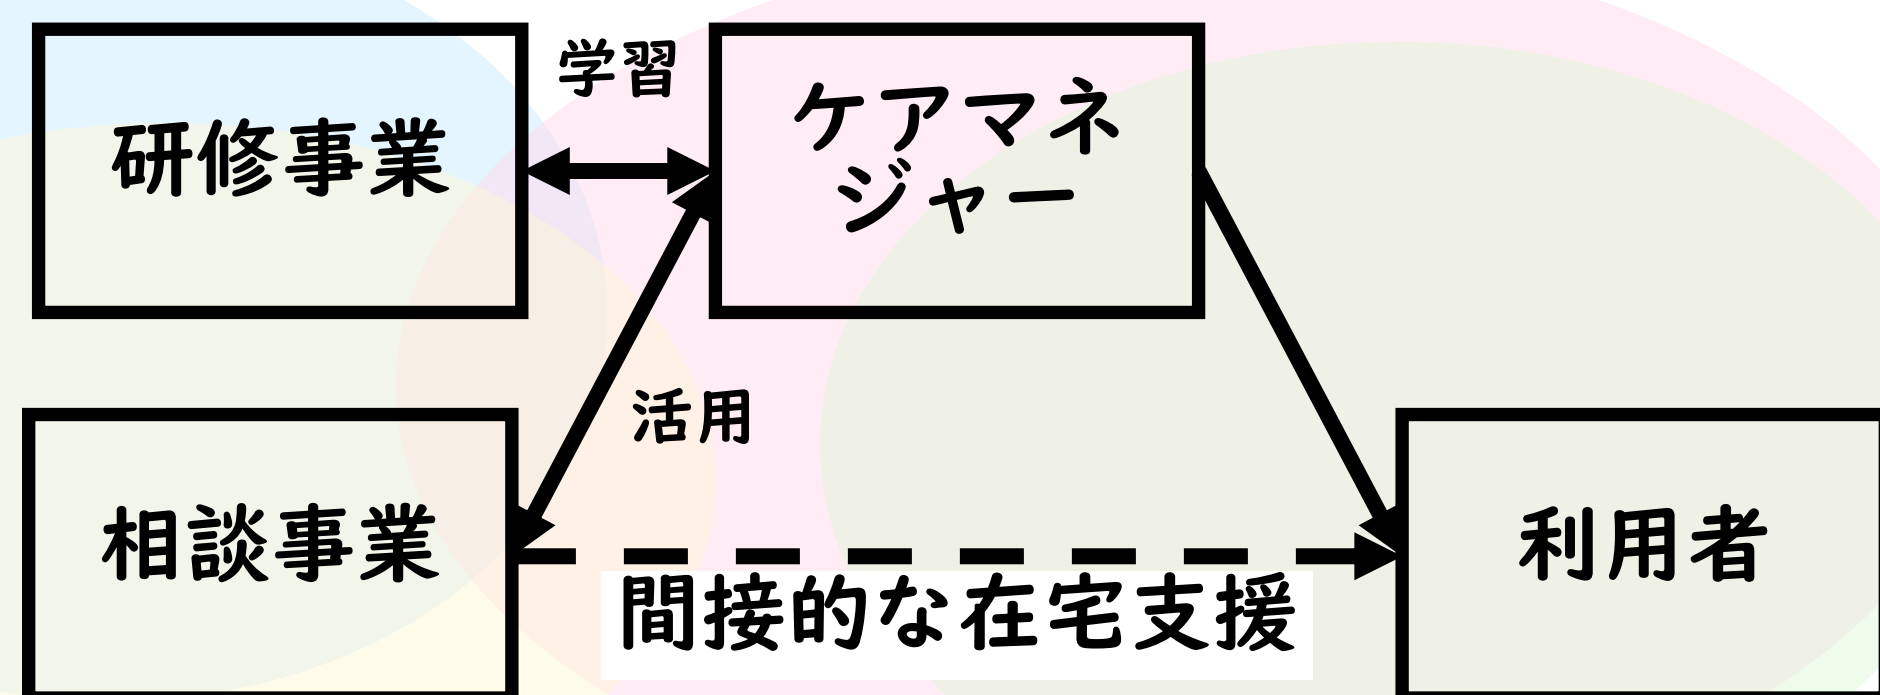 学習
研修事業
ケアマネ
ジャー
活用
相談事業
利用者
間接的な在宅支援